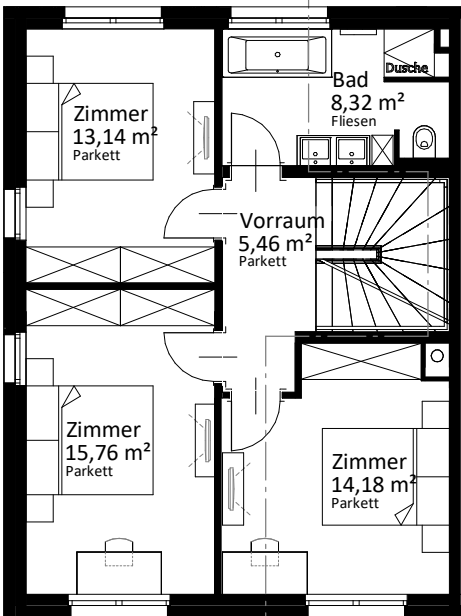 Zimmer
13,14 m²
Parkett
Dusche
Bad
8,32 m²
Fliesen
Vorraum
5,46 m²
Parkett
Zimmer
15,76 m²
Parkett
Zimmer
14,18 m²
Parkett